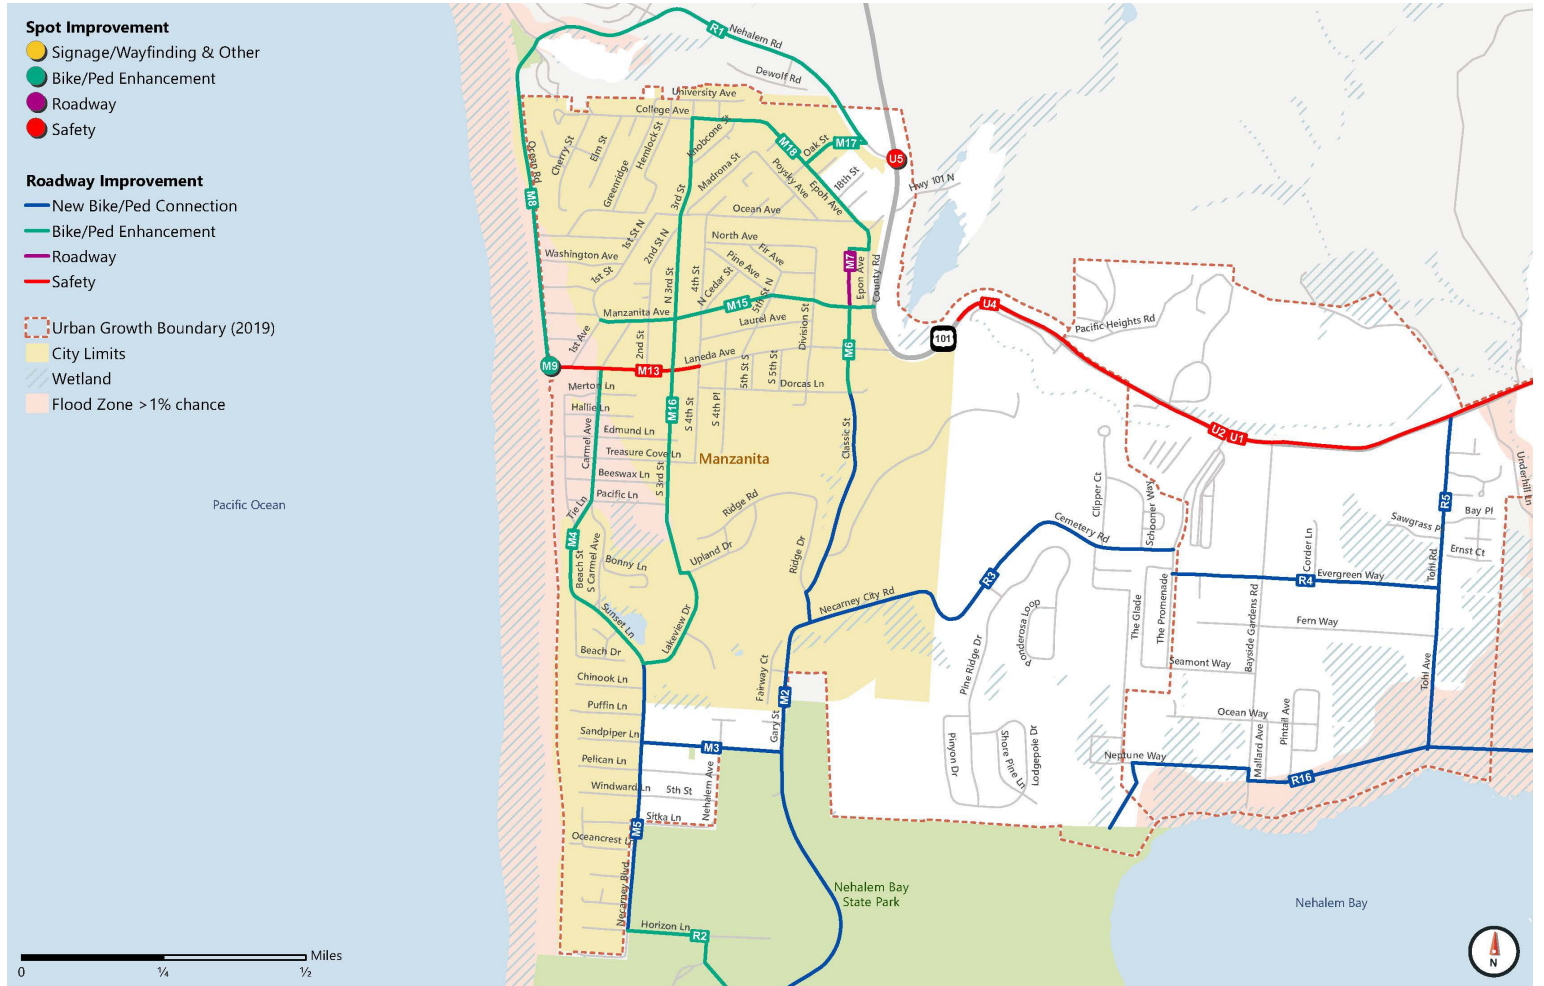 Spot Improvement
Signage/Wayfinding & Other
Bike/Ped Enhancement
Roadway
Safety
Roadway Improvement
New Bike/Ped Connection
Bike/Ped Enhancement
Roadway
Safety
Urban Growth Boundary (2019)
City Limits
Wetland
Flood Zone >1% chance
R1
Nehalem Rd
Dewolf Rd
University Ave
College Ave
Knobcone St
Oak St
M17
M18
U5
Ocean Rd
Cherry St
Elm St
Hemlock St
Greenridge
Madrona St
Poysky Ave
18th St
Epoh Ave
Hwy 101 N
M8
3rd St
Ocean Ave
1st St N
2nd St N
North Ave
Fir Ave
Washington Ave
1st St
Pine Ave
M7
Epoh Ave
County Rd
N 3rd St
4th St
N Cedar St
5th St N
M15
Manzanita Ave
Laurel Ave
Division St
U4
101
Pacific Heights Rd
1st Ave
2nd St
Laneda Ave
M6
M9
M13
5th St S
S 5th St
Merton Ln
Dorcas Ln
Hallie Ln
M16
S 4th St
S 4th Pl
Carmel Ave
Edmund Ln
Classic St
U2
U1
Treasure Cove Ln
Manzanita
Beeswax Ln
S 3rd St
Pacific Ln
Tie Ln
Ridge Rd
Clipper Ct
Schooner Way
Underhill Ln
R5
Bay Pl
Sawgrass P
Cemetery Rd
Pacific Ocean
M4
Upland Dr
Ridge Dr
Corder Ln
Tohl Rd
Ernst Ct
Beach St
S Carmel Ave
Bonny Ln
R3
R4
Evergreen Way
Necarney City Rd
Sunset Ln
Lakeview Dr
Ponderosa Loop
The Glade
The Promenade
Bayside Gardens Rd
Fern Way
Beach Dr
Pine Ridge Dr
Seamont Way
Tohl Ave
Chinook Ln
Fairway Ct
M2
Puffin Ln
Gary St
Ocean Way
Pintail Ave
Sandpiper Ln
M3
Pinyon Dr
Shore Pine Ln
Lodgepole Dr
Mallard Ave
Pelican Ln
Neptune Way
Nehalem Ave
R16
Windward Ln
5th St
Sitka Ln
M5
Oceancrest L
Necarney Blvd
Nehalem Bay
State Park
Nehalem Bay
Horizon Ln
R2
Miles
0
¼
½
N